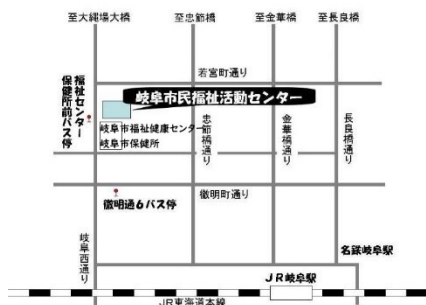 至大縄場大橋
至忠節橋
至金華橋
至長良橋
若宮町通り
福祉センター
保健所前バス停
岐阜市民福祉活動センター
岐阜市福祉健康センター
岐阜市保健所
忠節橋通り
金華橋通り
長良橋通り
徹明通6バス停
徹明町通り
岐阜西通り
名鉄岐阜駅
JR岐阜駅
JR東海道本線